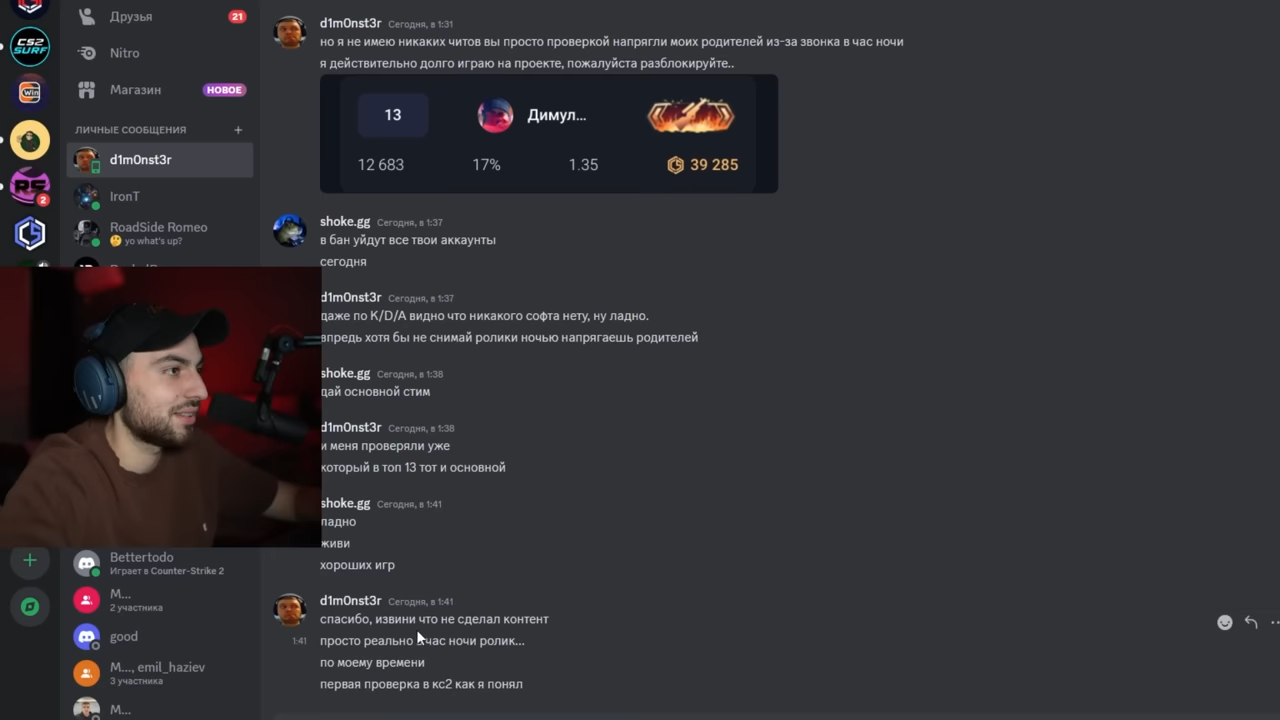 CS2
SURF
Win
RS
2
Друзья
21
Nitro
Магазин
НОВОЕ
ЛИЧНЫЕ СООБЩЕНИЯ
+
d1m0nst3r
IronT
RoadSide Romeo
🤔 yo what's up?
Bettertodo
Играет в Counter-Strike 2
М...
2 участника
good
М..., emil_haziev
3 участника
М...
d1m0nst3r Сегодня, в 1:31
но я не имею никаких читов вы просто проверкой напрягли моих родителей из-за звонка в час ночи
я действительно долго играю на проекте, пожалуйста разблокируйте..
13 Димул...
12 683 17% 1.35 39 285
shoke.gg Сегодня, в 1:37
в бан уйдут все твои аккаунты
сегодня
d1m0nst3r Сегодня, в 1:37
даже по K/D/A видно что никакого софта нету, ну ладно.
впредь хотя бы не снимай ролики ночью напрягаешь родителей
shoke.gg Сегодня, в 1:38
дай основной стим
d1m0nst3r Сегодня, в 1:38
и меня проверяли уже
который в топ 13 тот и основной
shoke.gg Сегодня, в 1:41
ладно
живи
хороших игр
d1m0nst3r Сегодня, в 1:41
спасибо, извини что не сделал контент
1:41 просто реально в час ночи ролик...
по моему времени
первая проверка в кс2 как я понял